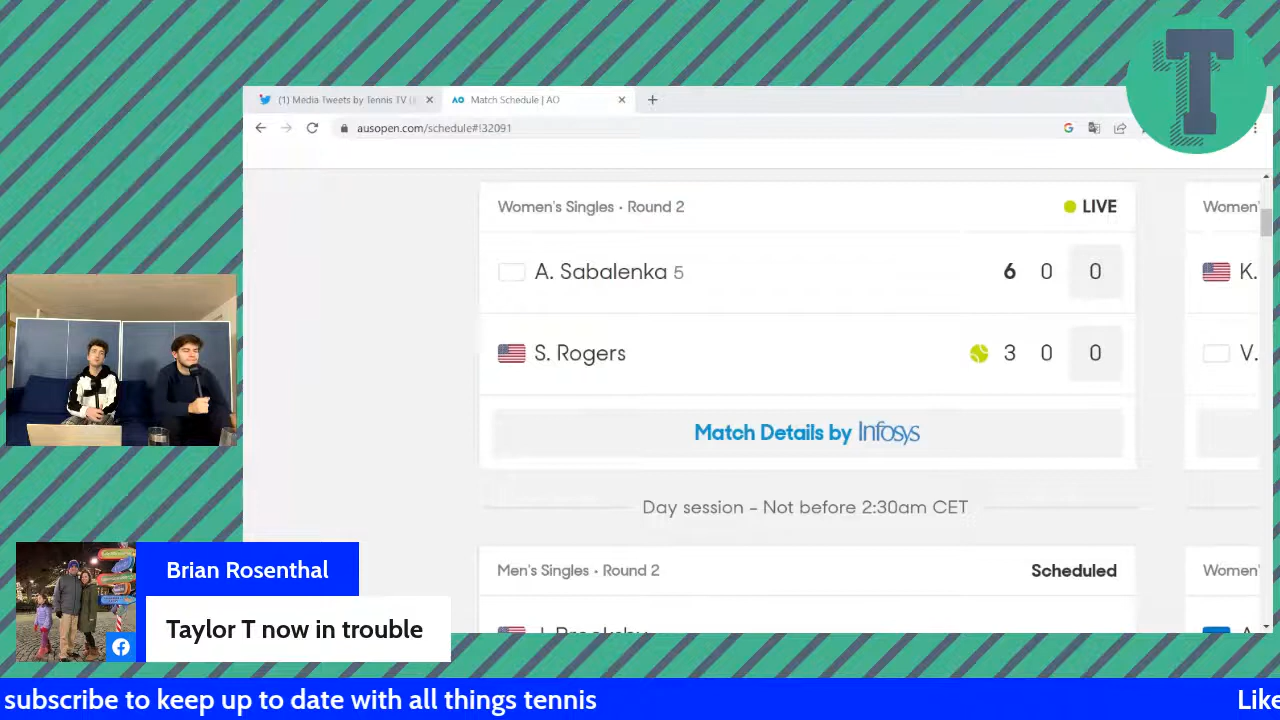 (1) Media Tweets by Tennis TV (
Match Schedule | AO
ausopen.com/schedule#!32091
T
Women's Singles • Round 2
LIVE
A. Sabalenka 5
6 0 0
S. Rogers
3 0 0
Match Details by Infosys
Women'
K.
V.
Day session - Not before 2:30am CET
Men's Singles • Round 2
Scheduled
Women'
J. Brooksby
A.
Brian Rosenthal
Taylor T now in trouble
subscribe to keep up to date with all things tennis
Like